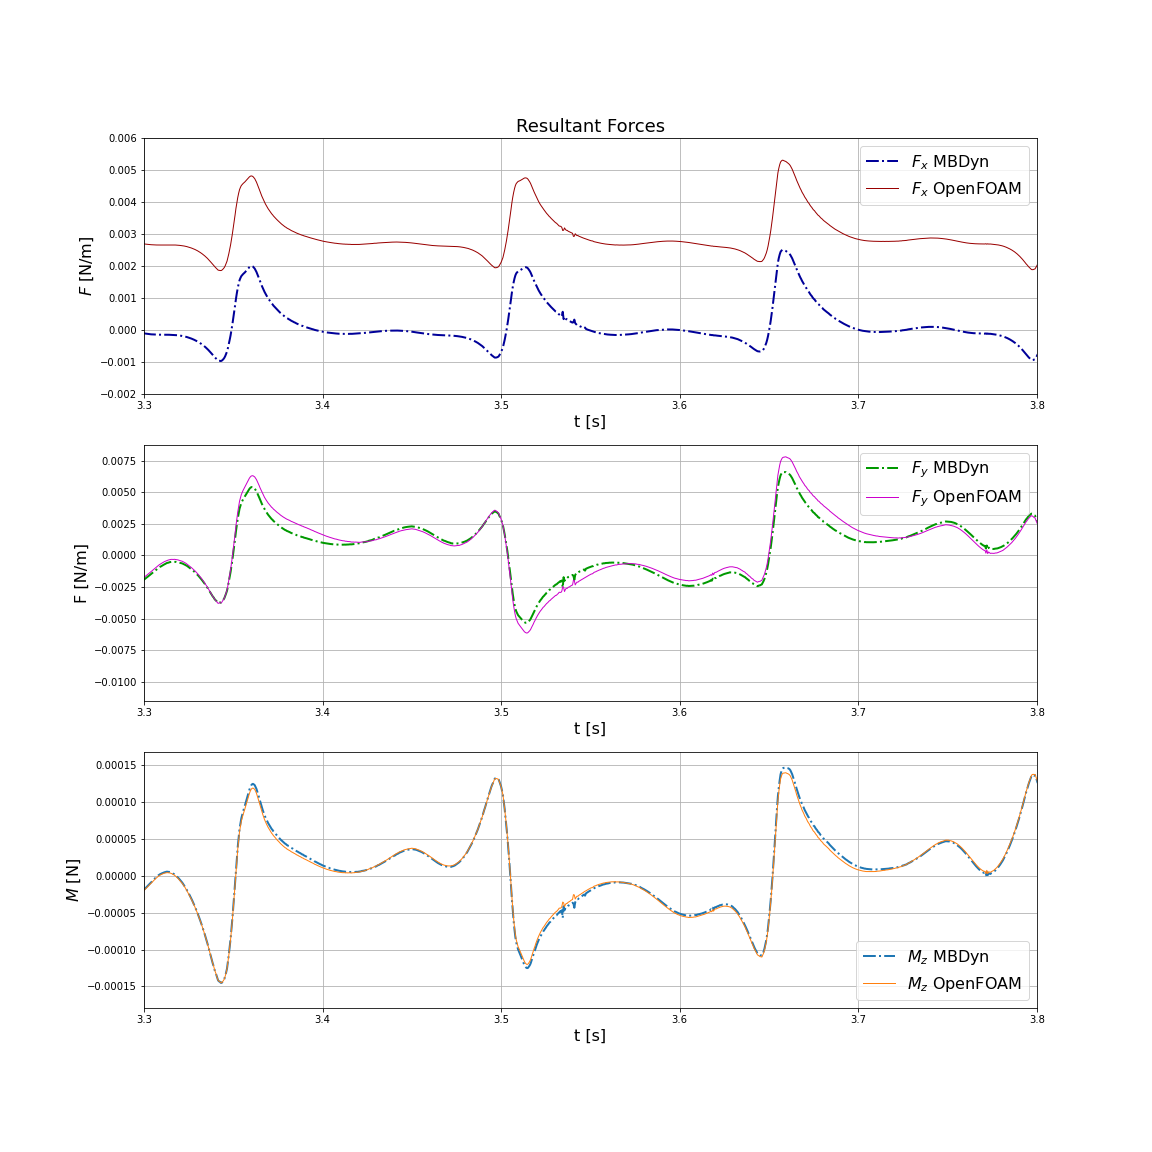 Resultant Forces
0.006
0.005
0.004
0.003
0.002
0.001
0.000
−0.001
−0.002
F [N/m]
Fx MBDyn
Fx OpenFOAM
3.3 3.4 3.5 3.6 3.7 3.8
t [s]
0.0075
0.0050
0.0025
0.0000
−0.0025
−0.0050
−0.0075
−0.0100
F [N/m]
Fy MBDyn
Fy OpenFOAM
3.3 3.4 3.5 3.6 3.7 3.8
t [s]
0.00015
0.00010
0.00005
0.00000
−0.00005
−0.00010
−0.00015
M [N]
Mz MBDyn
Mz OpenFOAM
3.3 3.4 3.5 3.6 3.7 3.8
t [s]